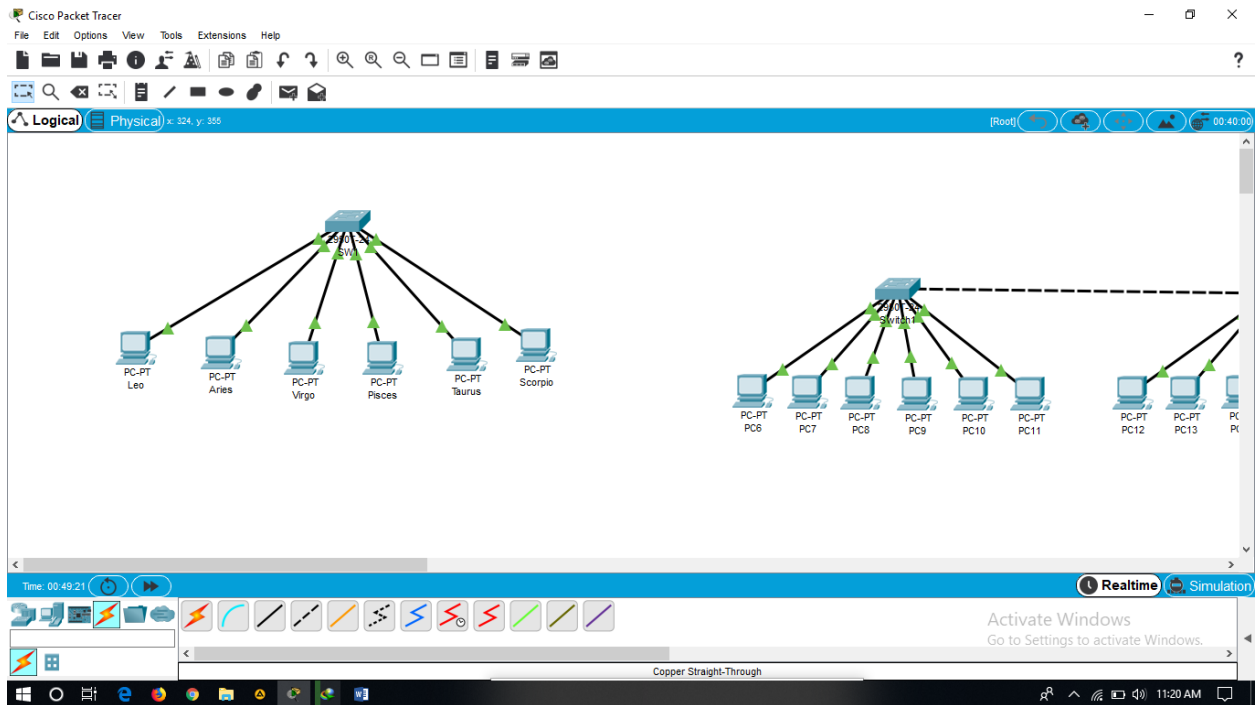 Cisco Packet Tracer
File Edit Options View Tools Extensions Help
?
Logical Physical x: 324, y: 355 [Root] 00:40:00
2950T-24
SW1
2950T-24
Switch1
PC-PT
Leo
PC-PT
Aries
PC-PT
Virgo
PC-PT
Pisces
PC-PT
Taurus
PC-PT
Scorpio
PC-PT
PC6
PC-PT
PC7
PC-PT
PC8
PC-PT
PC9
PC-PT
PC10
PC-PT
PC11
PC-PT
PC12
PC-PT
PC13
Time: 00:49:21 Realtime Simulation
Activate Windows
Go to Settings to activate Windows.
Copper Straight-Through
11:20 AM